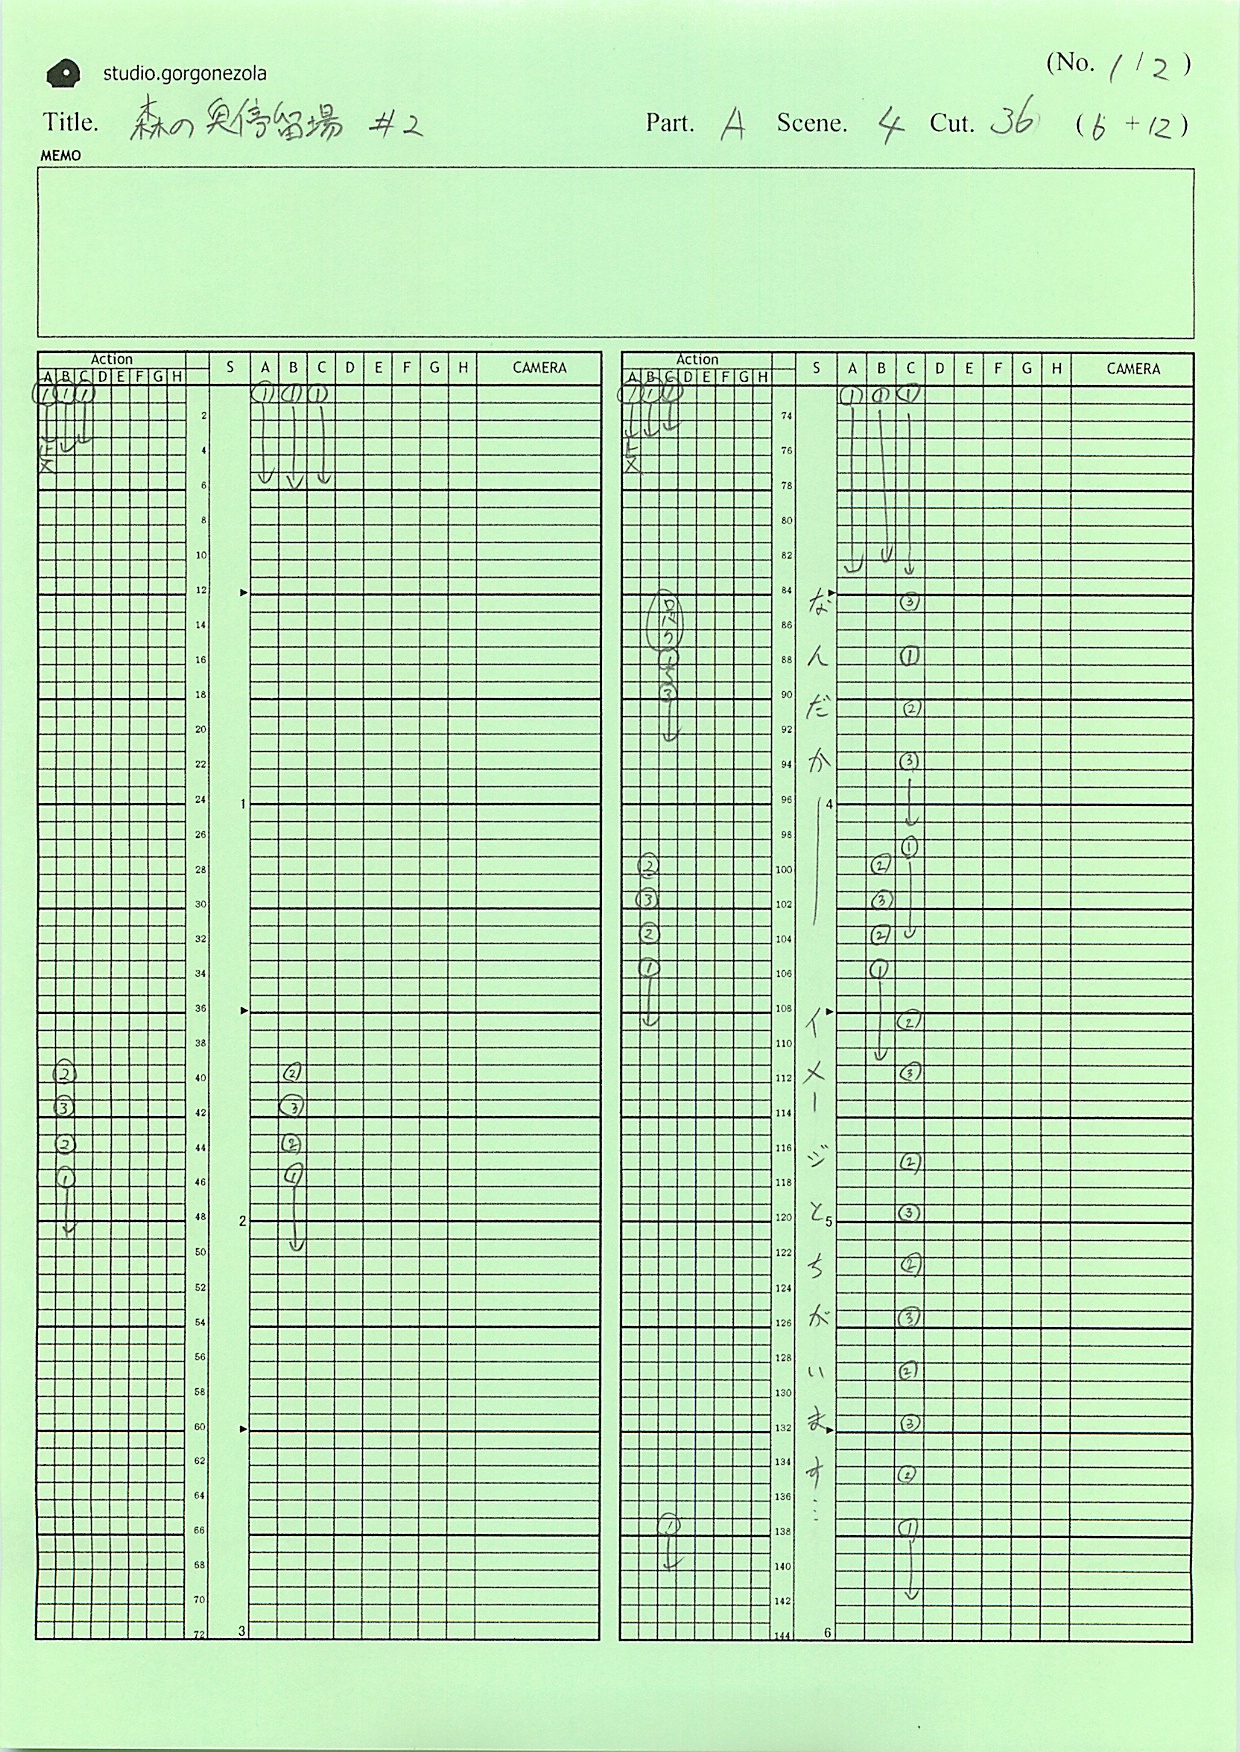 studio.gorgonezola
(No. 1/2)
Title. 森の奥停留場 #2
Part. A Scene. 4 Cut. 36 (6 + 12)
MEMO
Action S A B C D E F G H CAMERA
A B C D E F G H
① ① ① ① ① ①
止メ
2
4
6
8
10
12
14
16
18
20
22
24 1
26
28
30
32
34
36
38
② 40 ②
③ 42 ③
② 44 ②
① 46 ①
48 2
50
52
54
56
58
60
62
64
66
68
70
72 3
Action S A B C D E F G H CAMERA
A B C D E F G H
① ① ① ① ① ①
止メ
74
76
78
80
82
84 な ③
口パク 86
① 88 ん ①
〜
③ 90 だ ②
92
94 か ③
96 4
98 ①
② 100 ②
③ 102 ③
② 104 ②
① 106 ①
108 イ ②
110
112 メ ③
114 ー
116 ジ ②
118
120 と 5 ③
122 ち ②
124
126 が ③
128 い ②
130
132 ま ③
134 す ②
136 …
① 138 ①
140
142
144 6